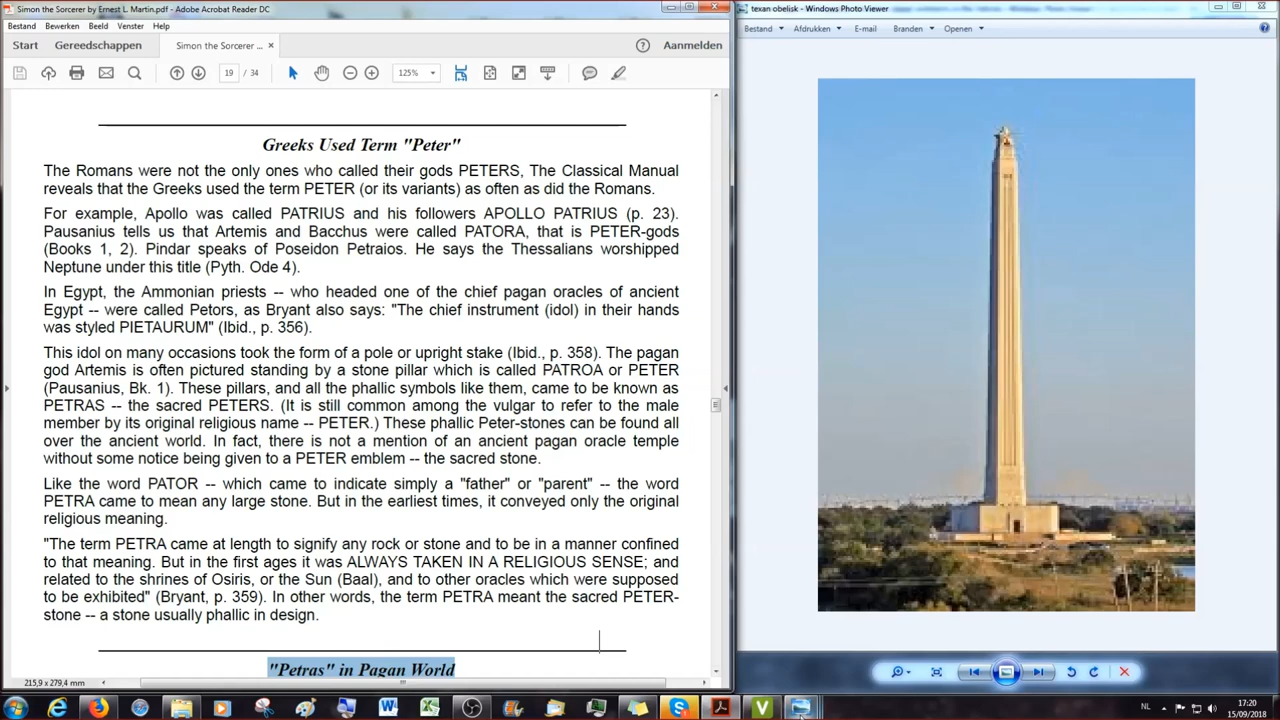 Simon the Sorcerer by Ernest L. Martin.pdf - Adobe Acrobat Reader DC
Bestand Bewerken Beeld Venster Help
Start Gereedschappen Simon the Sorcerer ... × Aanmelden
19 / 34 125%
Greeks Used Term "Peter"
The Romans were not the only ones who called their gods PETERS, The Classical Manual
reveals that the Greeks used the term PETER (or its variants) as often as did the Romans.
For example, Apollo was called PATRIUS and his followers APOLLO PATRIUS (p. 23).
Pausanius tells us that Artemis and Bacchus were called PATORA, that is PETER-gods
(Books 1, 2). Pindar speaks of Poseidon Petraios. He says the Thessalians worshipped
Neptune under this title (Pyth. Ode 4).
In Egypt, the Ammonian priests -- who headed one of the chief pagan oracles of ancient
Egypt -- were called Petors, as Bryant also says: "The chief instrument (idol) in their hands
was styled PIETAURUM" (Ibid., p. 356).
This idol on many occasions took the form of a pole or upright stake (Ibid., p. 358). The pagan
god Artemis is often pictured standing by a stone pillar which is called PATROA or PETER
(Pausanius, Bk. 1). These pillars, and all the phallic symbols like them, came to be known as
PETRAS -- the sacred PETERS. (It is still common among the vulgar to refer to the male
member by its original religious name -- PETER.) These phallic Peter-stones can be found all
over the ancient world. In fact, there is not a mention of an ancient pagan oracle temple
without some notice being given to a PETER emblem -- the sacred stone.
Like the word PATOR -- which came to indicate simply a "father" or "parent" -- the word
PETRA came to mean any large stone. But in the earliest times, it conveyed only the original
religious meaning.
"The term PETRA came at length to signify any rock or stone and to be in a manner confined
to that meaning. But in the first ages it was ALWAYS TAKEN IN A RELIGIOUS SENSE; and
related to the shrines of Osiris, or the Sun (Baal), and to other oracles which were supposed
to be exhibited" (Bryant, p. 359). In other words, the term PETRA meant the sacred PETER-
stone -- a stone usually phallic in design.
"Petras" in Pagan World
215,9 x 279,4 mm
texan obelisk - Windows Photo Viewer
Bestand Afdrukken E-mail Branden Openen
NL 17:20
15/09/2018